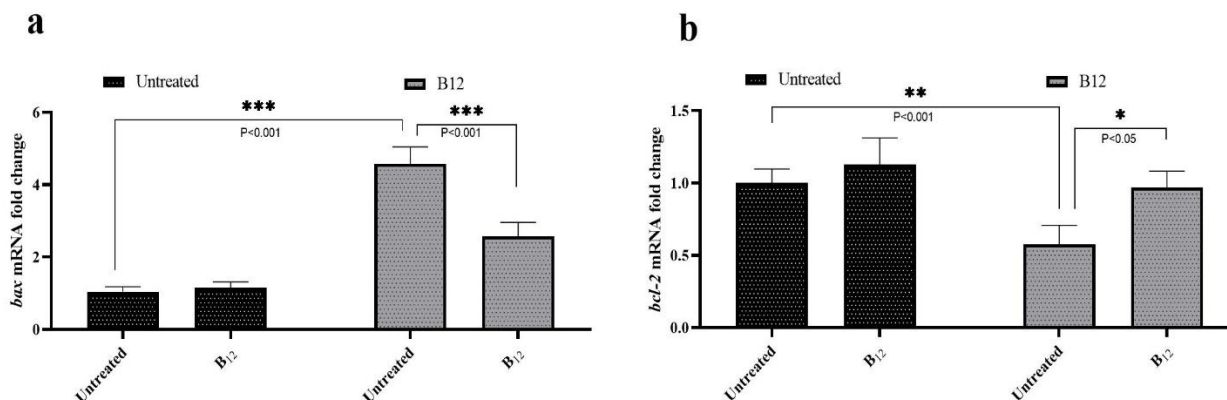 a
Untreated
B12
***
P<0.001
***
P<0.001
bax mRNA fold change
6
4
2
0
Untreated
B12
Untreated
B12
b
Untreated
B12
**
P<0.001
*
P<0.05
bcl-2 mRNA fold change
1.5
1.0
0.5
0.0
Untreated
B12
Untreated
B12